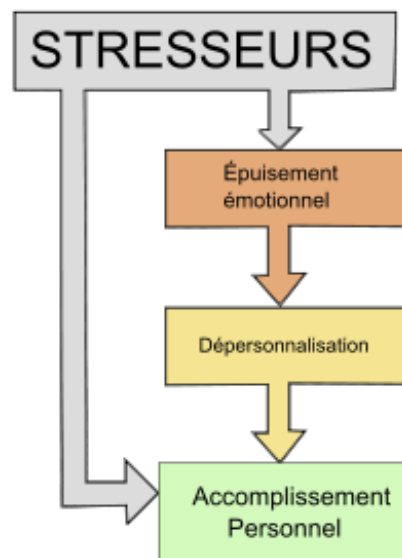 STRESSEURS
Épuisement
émotionnel
Dépersonnalisation
Accomplissement
Personnel